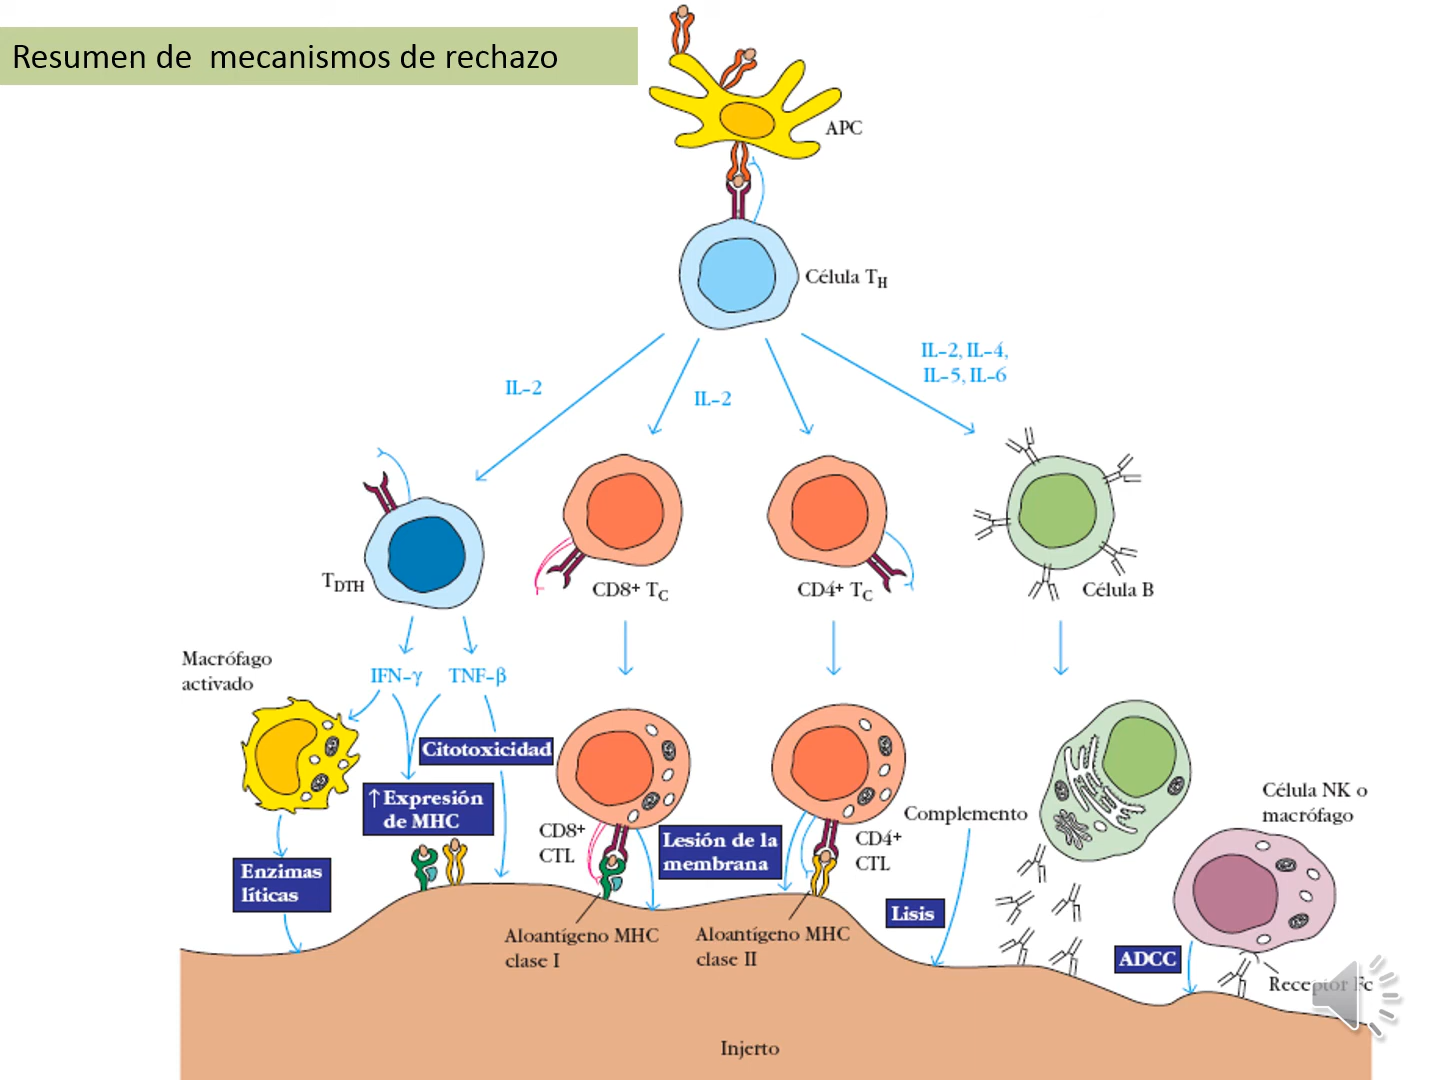 Resumen de  mecanismos de rechazo
APC
Célula TH
IL-2
IL-2
IL-2, IL-4,
IL-5, IL-6
TDTH
CD8+ TC
CD4+ TC
Célula B
Macrófago
activado
IFN-γ
TNF-β
Citotoxicidad
↑ Expresión
de MHC
Enzimas
líticas
CD8+
CTL
Lesión de la
membrana
CD4+
CTL
Complemento
Lisis
Célula NK o
macrófago
ADCC
Receptor Fc
Aloantígeno MHC
clase I
Aloantígeno MHC
clase II
Injerto